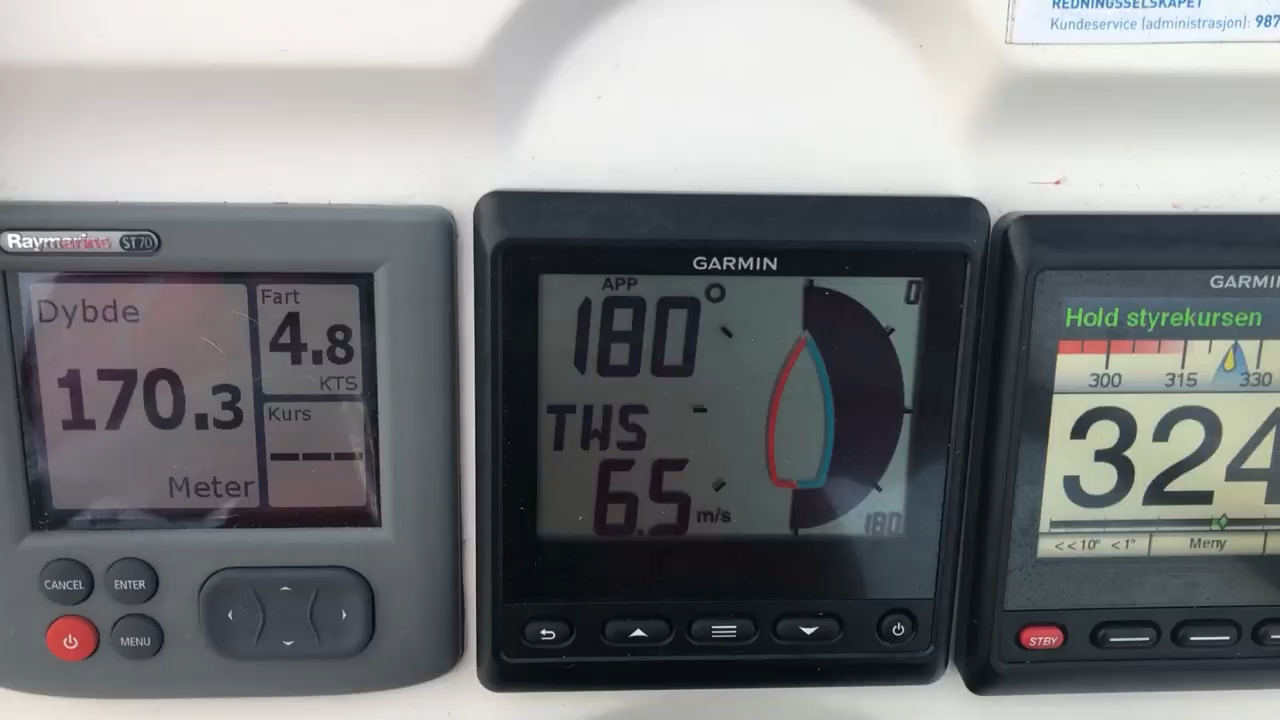 REDNINGSSELSKAPET
Kundeservice (administrasjon): 987
Raymarine ST70
Dybde
170.3
Meter
Fart
4.8
KTS
Kurs
----
CANCEL
ENTER
MENU
GARMIN
APP
180°
TWS
6.5 m/s
0
180
GARMI
Hold styrekursen
300 315 330
324
<<10° <1° Meny
STBY